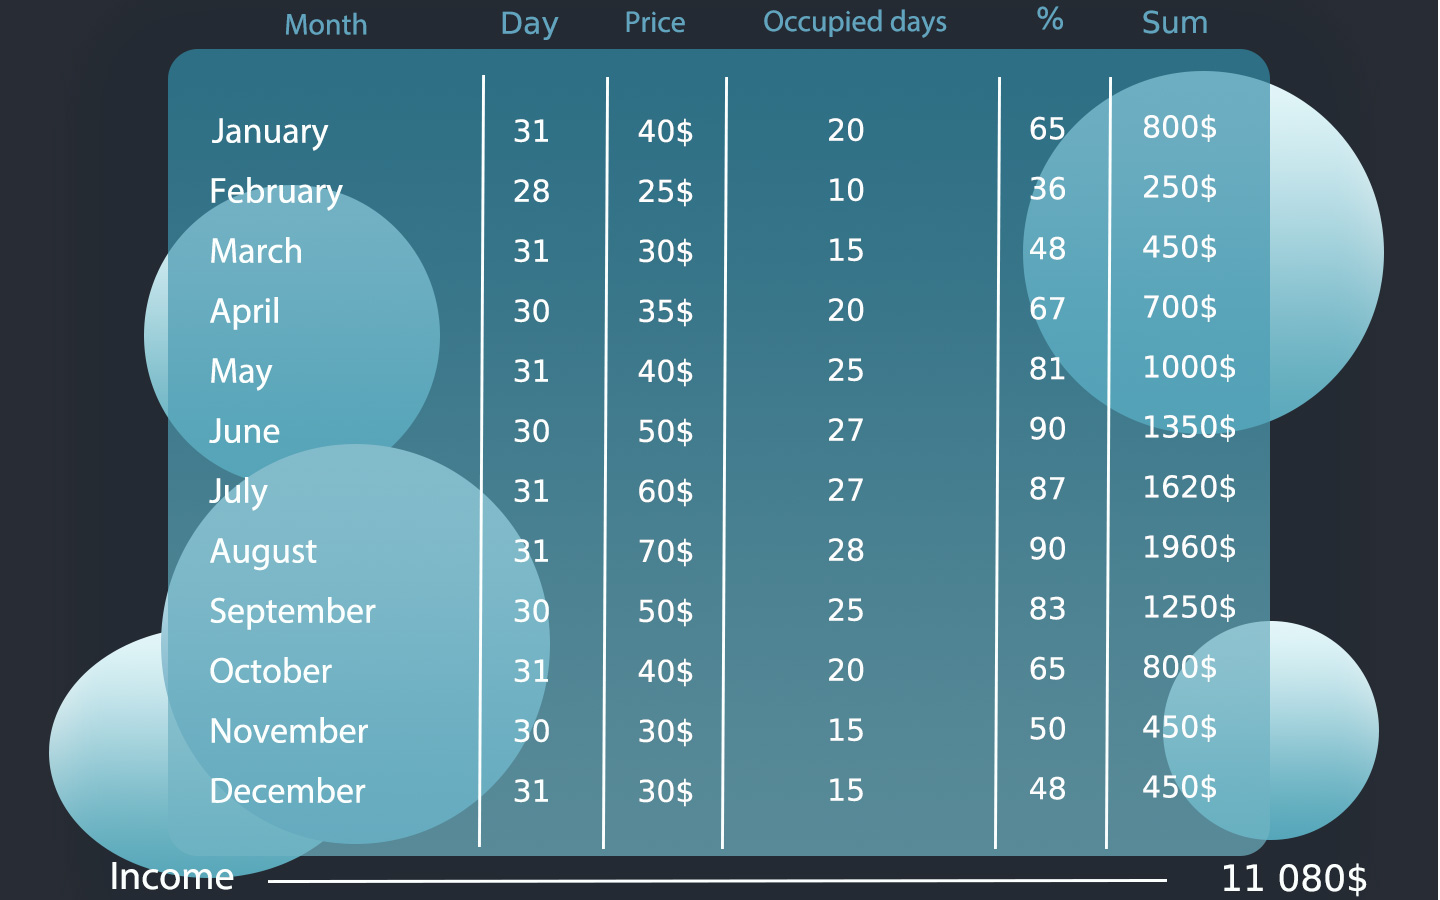 Month Day Price Occupied days % Sum
January 31 40$ 20 65 800$
February 28 25$ 10 36 250$
March 31 30$ 15 48 450$
April 30 35$ 20 67 700$
May 31 40$ 25 81 1000$
June 30 50$ 27 90 1350$
July 31 60$ 27 87 1620$
August 31 70$ 28 90 1960$
September 30 50$ 25 83 1250$
October 31 40$ 20 65 800$
November 30 30$ 15 50 450$
December 31 30$ 15 48 450$
Income 11 080$